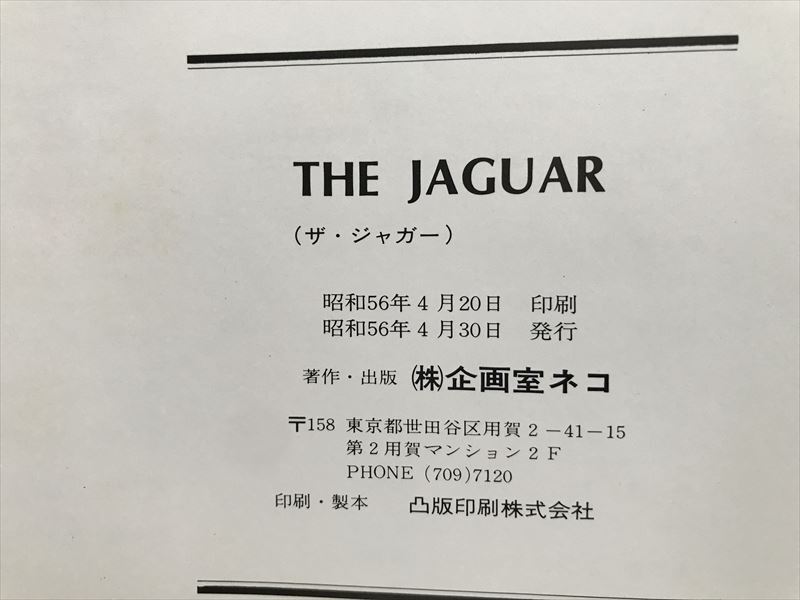 THE JAGUAR
(ザ・ジャガー)
昭和56年4月20日 印刷
昭和56年4月30日 発行
著作・出版 ㈱企画室ネコ
〒158 東京都世田谷区用賀2-41-15
第2用賀マンション2F
PHONE (709)7120
印刷・製本 凸版印刷株式会社